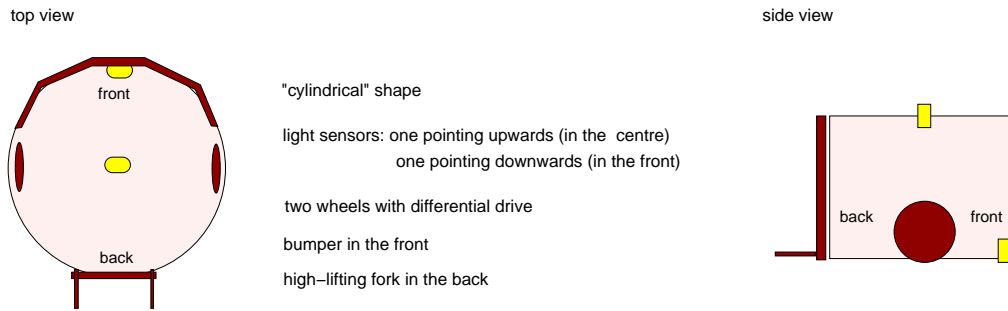 top view
side view
front
"cylindrical" shape
light sensors: one pointing upwards (in the centre)
one pointing downwards (in the front)
two wheels with differential drive
back
front
bumper in the front
back
high−lifting fork in the back